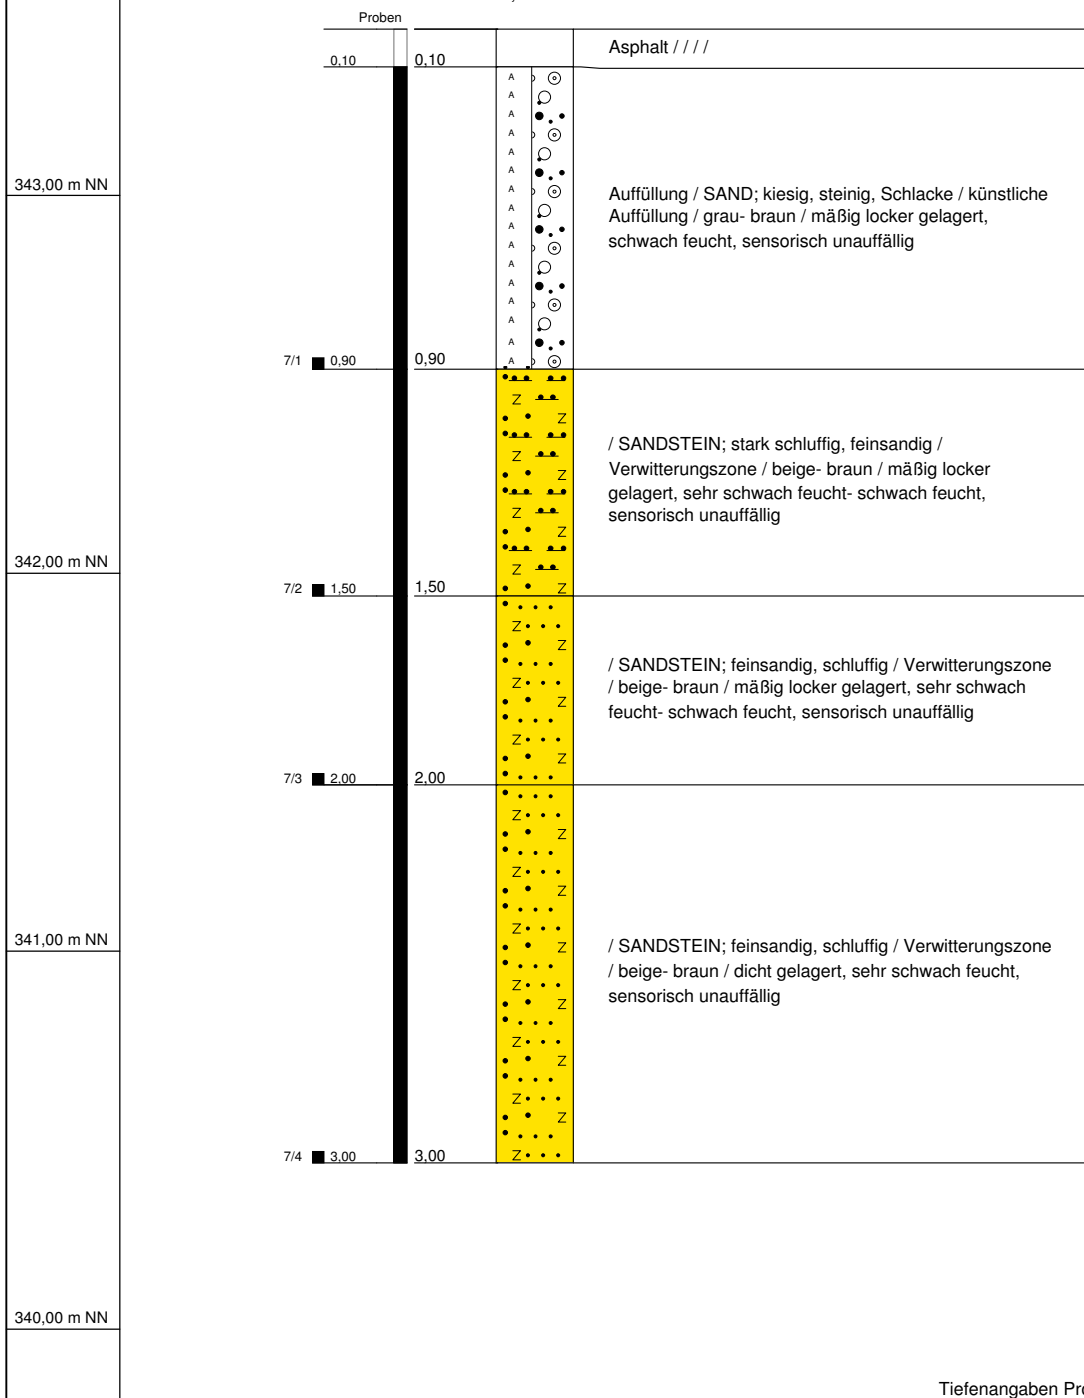 Proben
Asphalt / / / /
0,10 0,10
343,00 m NN
Auffüllung / SAND; kiesig, steinig, Schlacke / künstliche
Auffüllung / grau- braun / mäßig locker gelagert,
schwach feucht, sensorisch unauffällig
7/1 0,90 0,90
/ SANDSTEIN; stark schluffig, feinsandig /
Verwitterungszone / beige- braun / mäßig locker
gelagert, sehr schwach feucht- schwach feucht,
sensorisch unauffällig
342,00 m NN
7/2 1,50 1,50
/ SANDSTEIN; feinsandig, schluffig / Verwitterungszone
/ beige- braun / mäßig locker gelagert, sehr schwach
feucht- schwach feucht, sensorisch unauffällig
7/3 2,00 2,00
341,00 m NN
/ SANDSTEIN; feinsandig, schluffig / Verwitterungszone
/ beige- braun / dicht gelagert, sehr schwach feucht,
sensorisch unauffällig
7/4 3,00 3,00
340,00 m NN
Tiefenangaben Pro